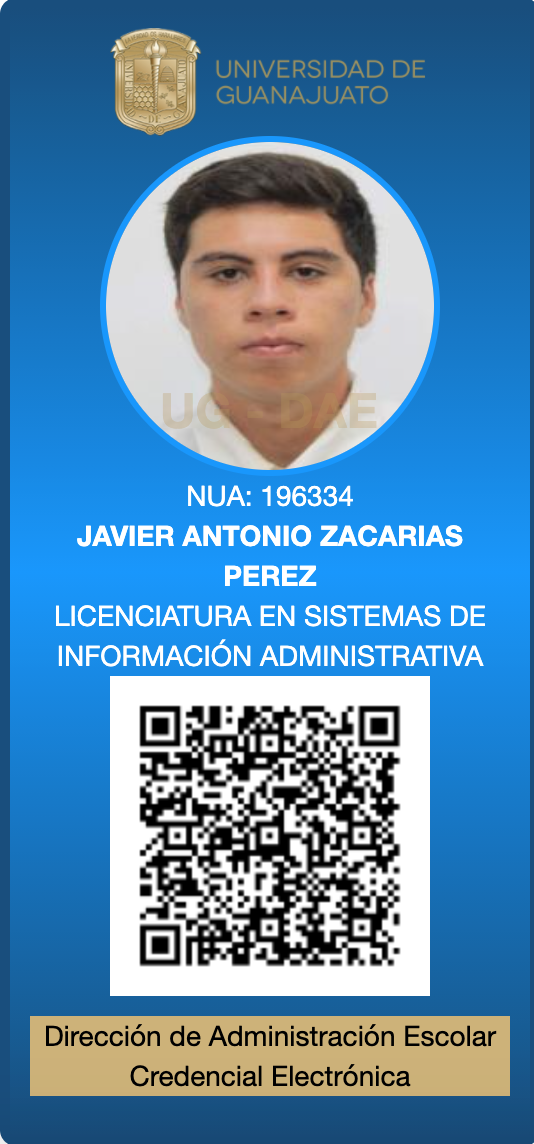 UNIVERSIDAD DE
GUANAJUATO
UG - DAE
NUA: 196334
JAVIER ANTONIO ZACARIAS
PEREZ
LICENCIATURA EN SISTEMAS DE
INFORMACIÓN ADMINISTRATIVA
Dirección de Administración Escolar
Credencial Electrónica